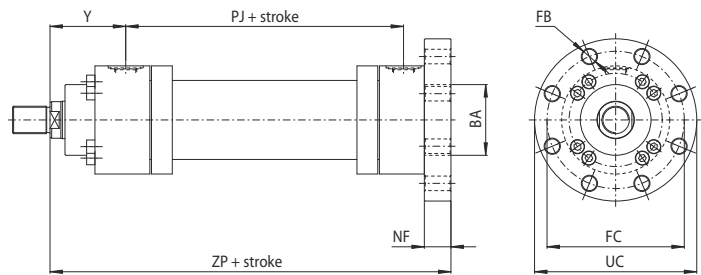 Y
PJ + stroke
FB
BA
NF
FC
ZP + stroke
UC